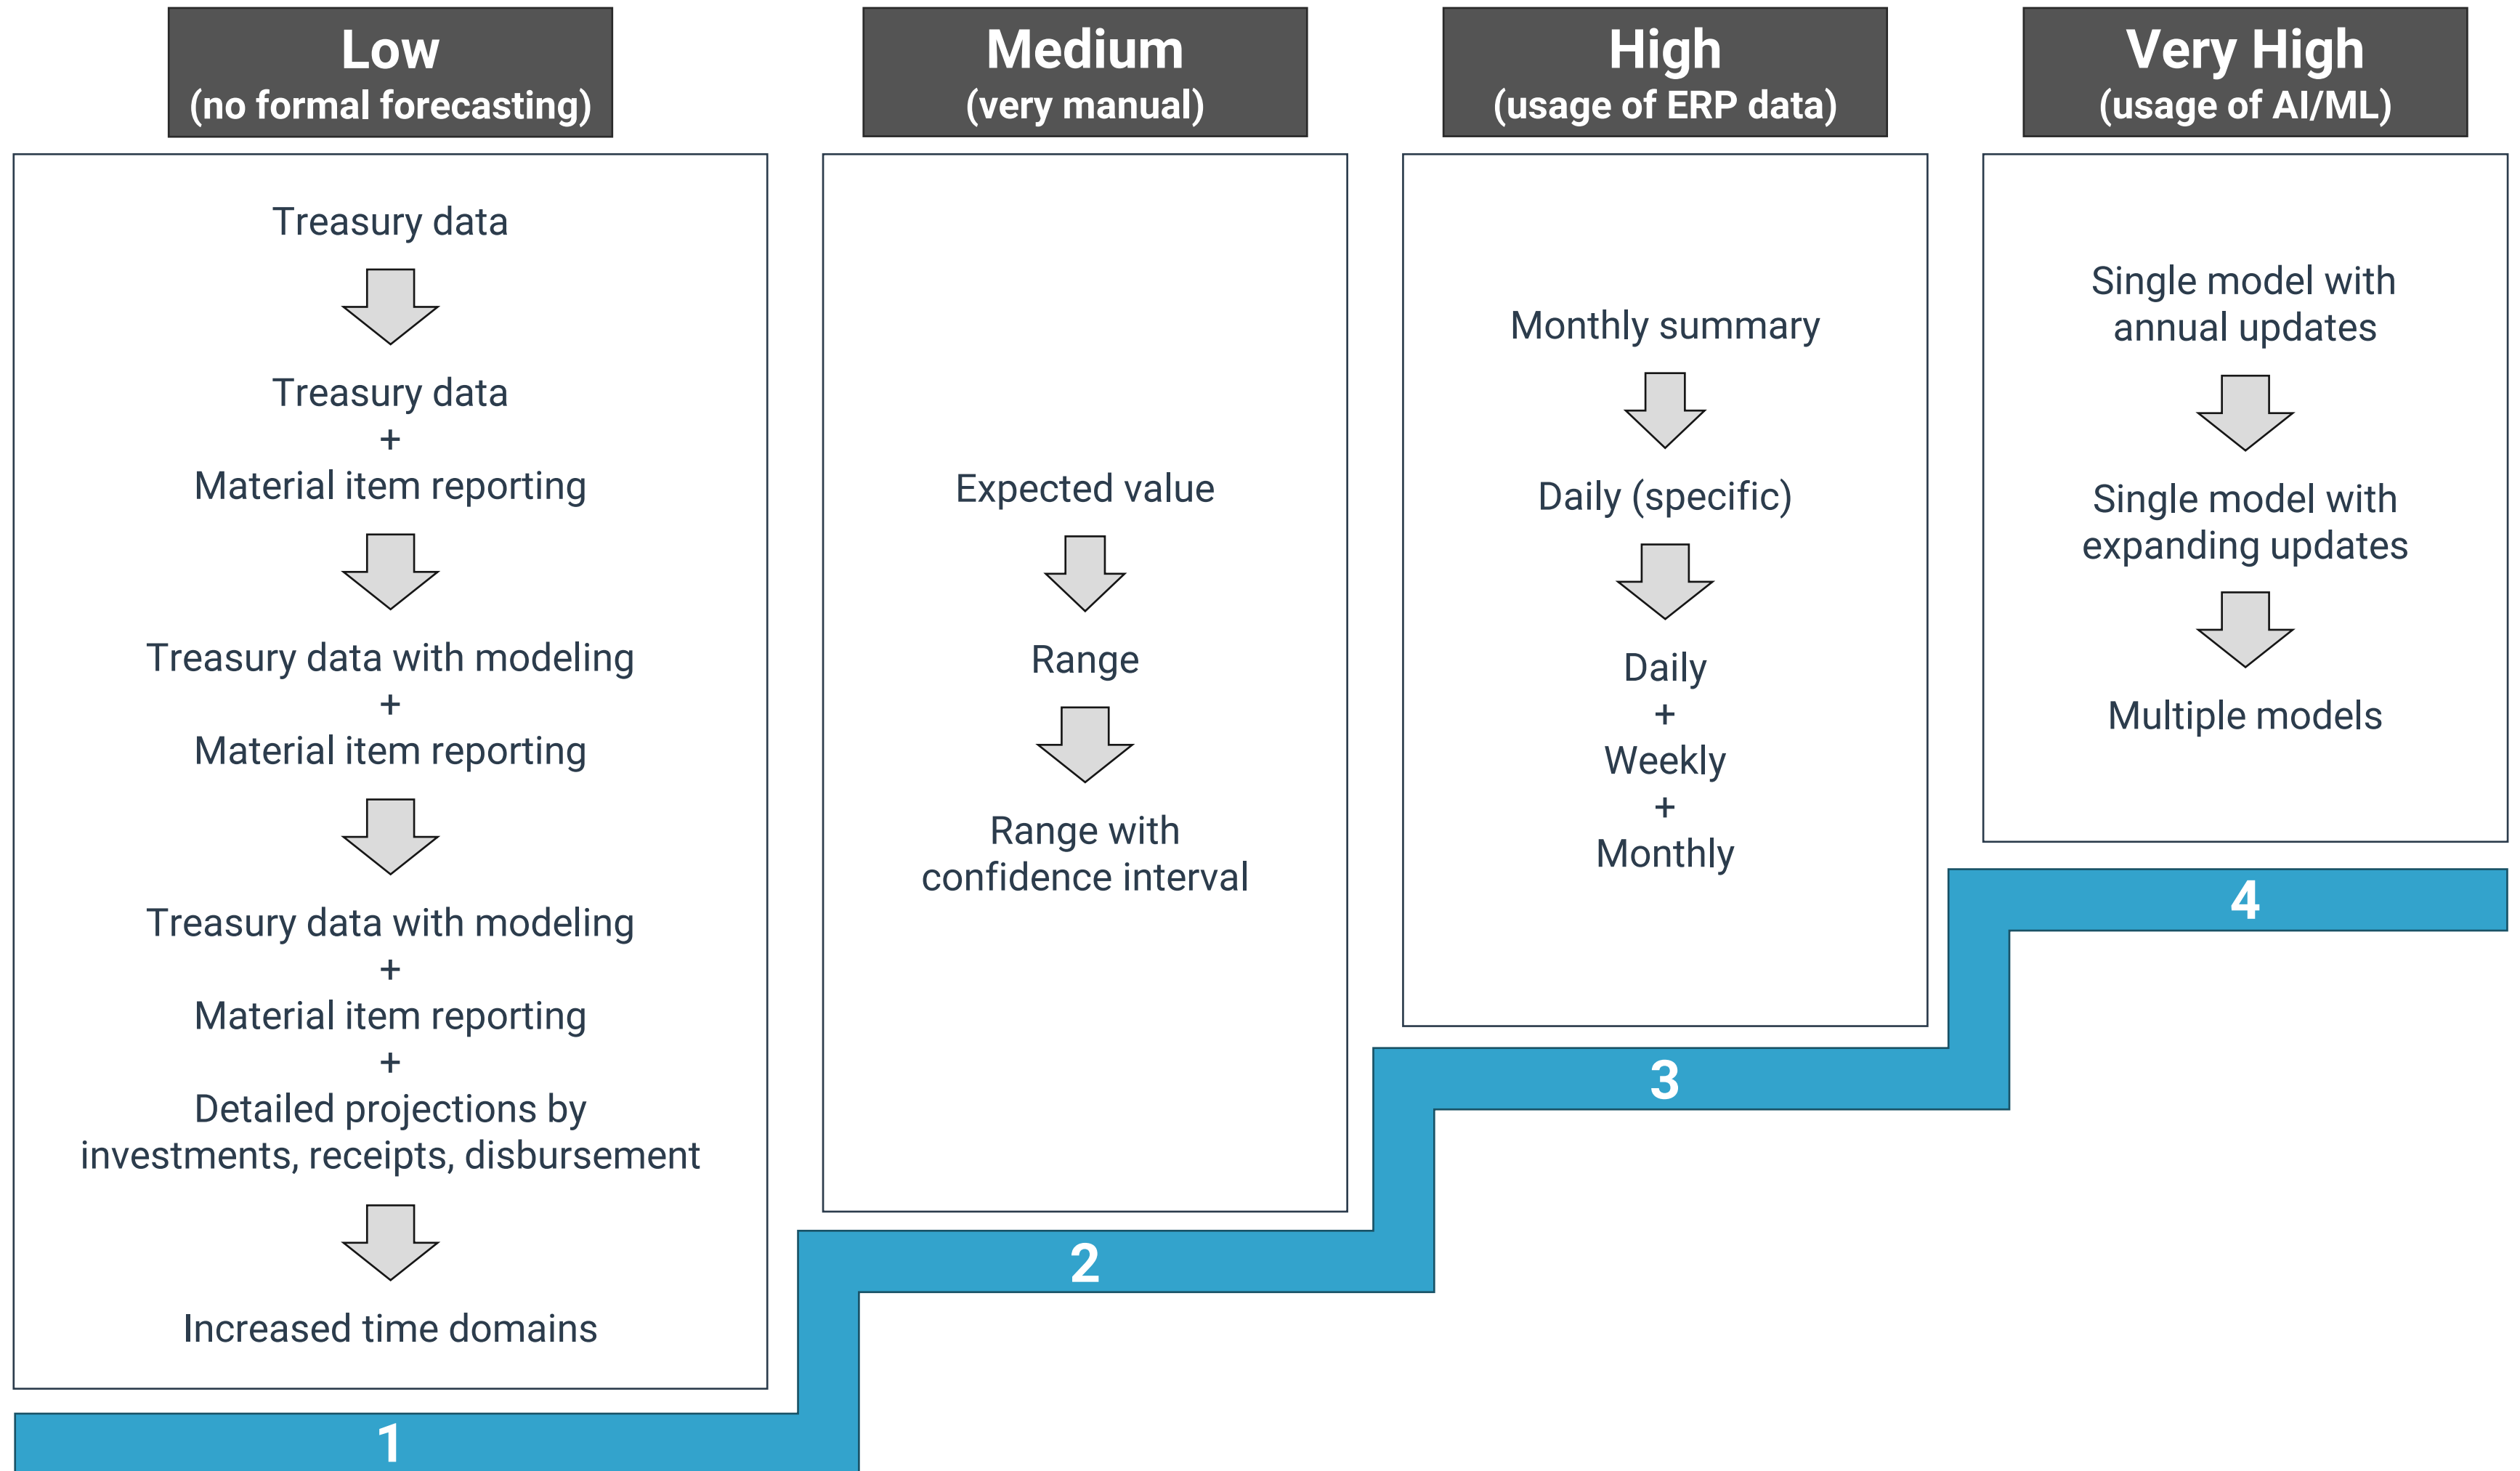 Low
(no formal forecasting)
Treasury data
Treasury data
+
Material item reporting
Treasury data with modeling
+
Material item reporting
Treasury data with modeling
+
Material item reporting
+
Detailed projections by
investments, receipts, disbursement
Increased time domains
1
Medium
(very manual)
Expected value
Range
Range with
confidence interval
2
High
(usage of ERP data)
Monthly summary
Daily (specific)
Daily
+
Weekly
+
Monthly
3
Very High
(usage of AI/ML)
Single model with
annual updates
Single model with
expanding updates
Multiple models
4